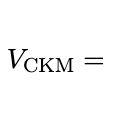 V_CKM =